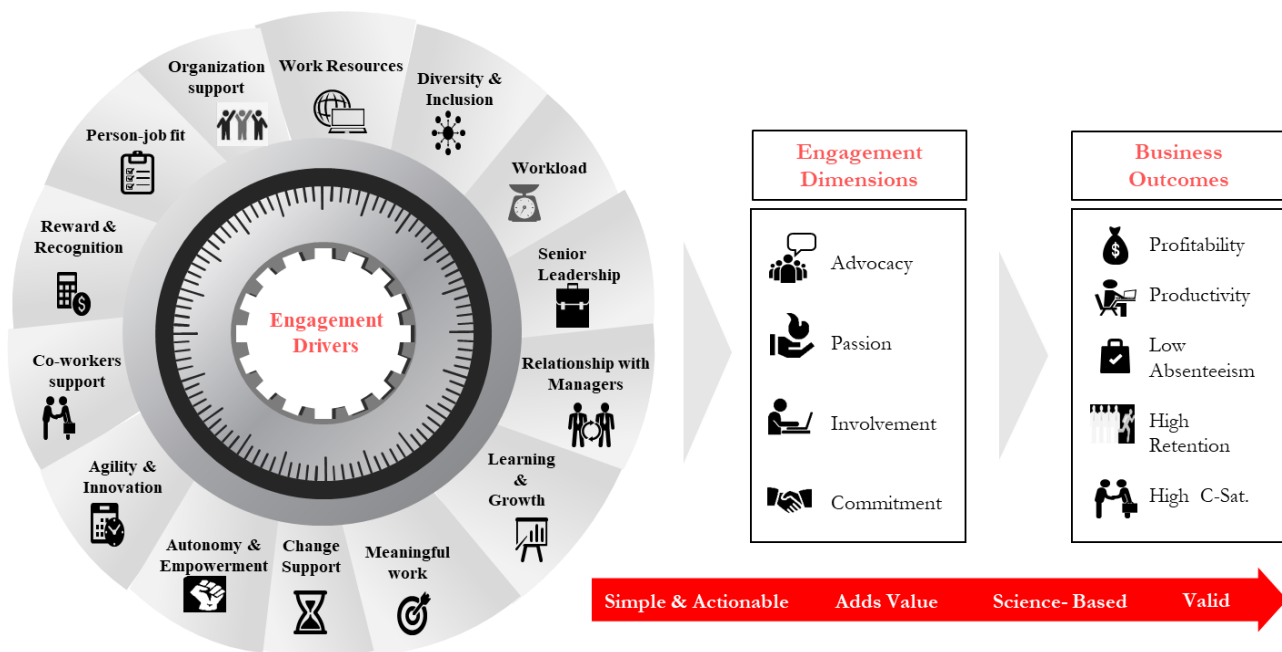 Organization
support
Work Resources
Diversity &
Inclusion
Person-job fit
Workload
Reward &
Recognition
Senior
Leadership
Engagement
Drivers
Co-workers
support
Relationship with
Managers
Agility &
Innovation
Learning
&
Growth
Autonomy &
Empowerment
Change
Support
Meaningful
work
Engagement
Dimensions
Advocacy
Passion
Involvement
Commitment
Business
Outcomes
Profitability
Productivity
Low
Absenteeism
High
Retention
High C-Sat.
Simple & Actionable Adds Value Science- Based Valid